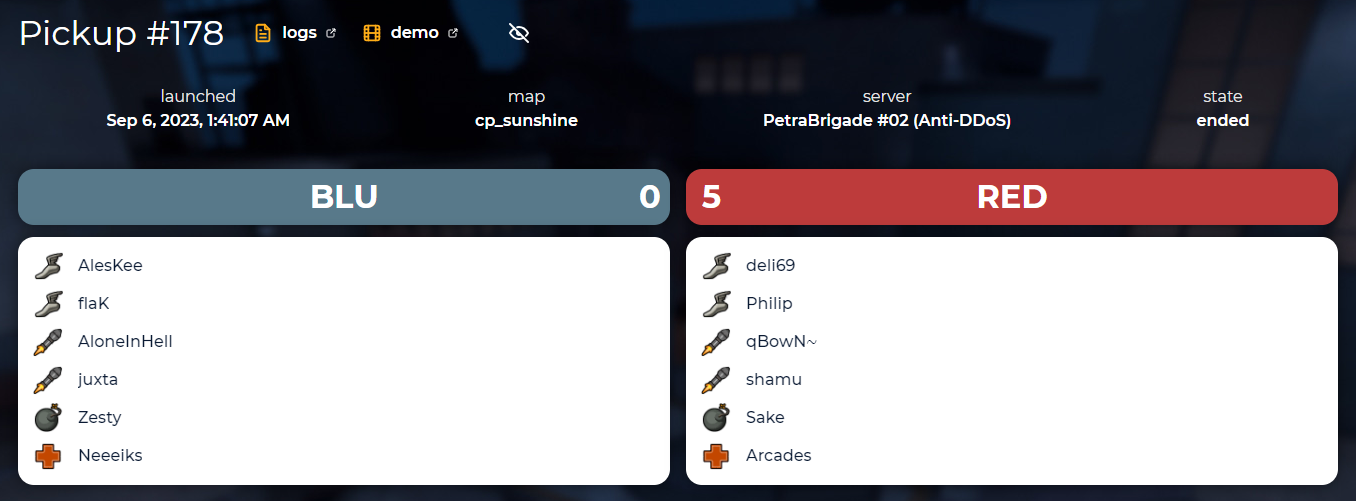 Pickup #178 logs demo
launched map server state
Sep 6, 2023, 1:41:07 AM cp_sunshine PetraBrigade #02 (Anti-DDoS) ended
BLU 0 5 RED
AlesKee
flaK
AloneInHell
juxta
Zesty
Neeeiks
deli69
Philip
qBowN~
shamu
Sake
Arcades